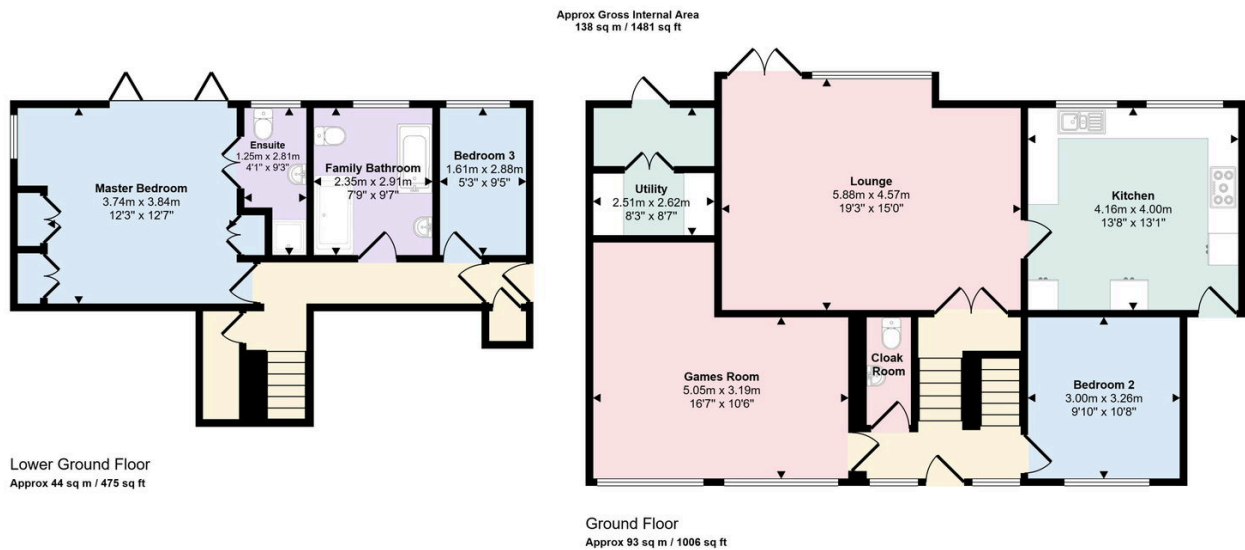 Approx Gross Internal Area
138 sq m / 1481 sq ft
Ensuite
1.25m x 2.81m
4'1" x 9'3"
Family Bathroom
2.35m x 2.91m
7'9" x 9'7"
Bedroom 3
1.61m x 2.88m
5'3" x 9'5"
Master Bedroom
3.74m x 3.84m
12'3" x 12'7"
Lower Ground Floor
Approx 44 sq m / 475 sq ft
Utility
2.51m x 2.62m
8'3" x 8'7"
Lounge
5.88m x 4.57m
19'3" x 15'0"
Kitchen
4.16m x 4.00m
13'8" x 13'1"
Games Room
5.05m x 3.19m
16'7" x 10'6"
Cloak
Room
Bedroom 2
3.00m x 3.26m
9'10" x 10'8"
Ground Floor
Approx 93 sq m / 1006 sq ft